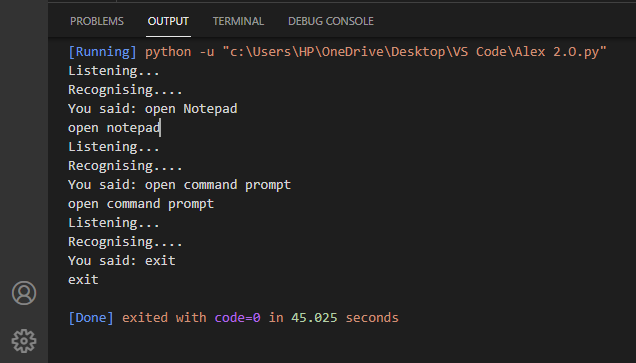 PROBLEMS OUTPUT TERMINAL DEBUG CONSOLE
[Running] python -u "c:\Users\HP\OneDrive\Desktop\VS Code\Alex 2.O.py"
Listening...
Recognising....
You said: open Notepad
open notepad
Listening...
Recognising....
You said: open command prompt
open command prompt
Listening...
Recognising....
You said: exit
exit
[Done] exited with code=0 in 45.025 seconds